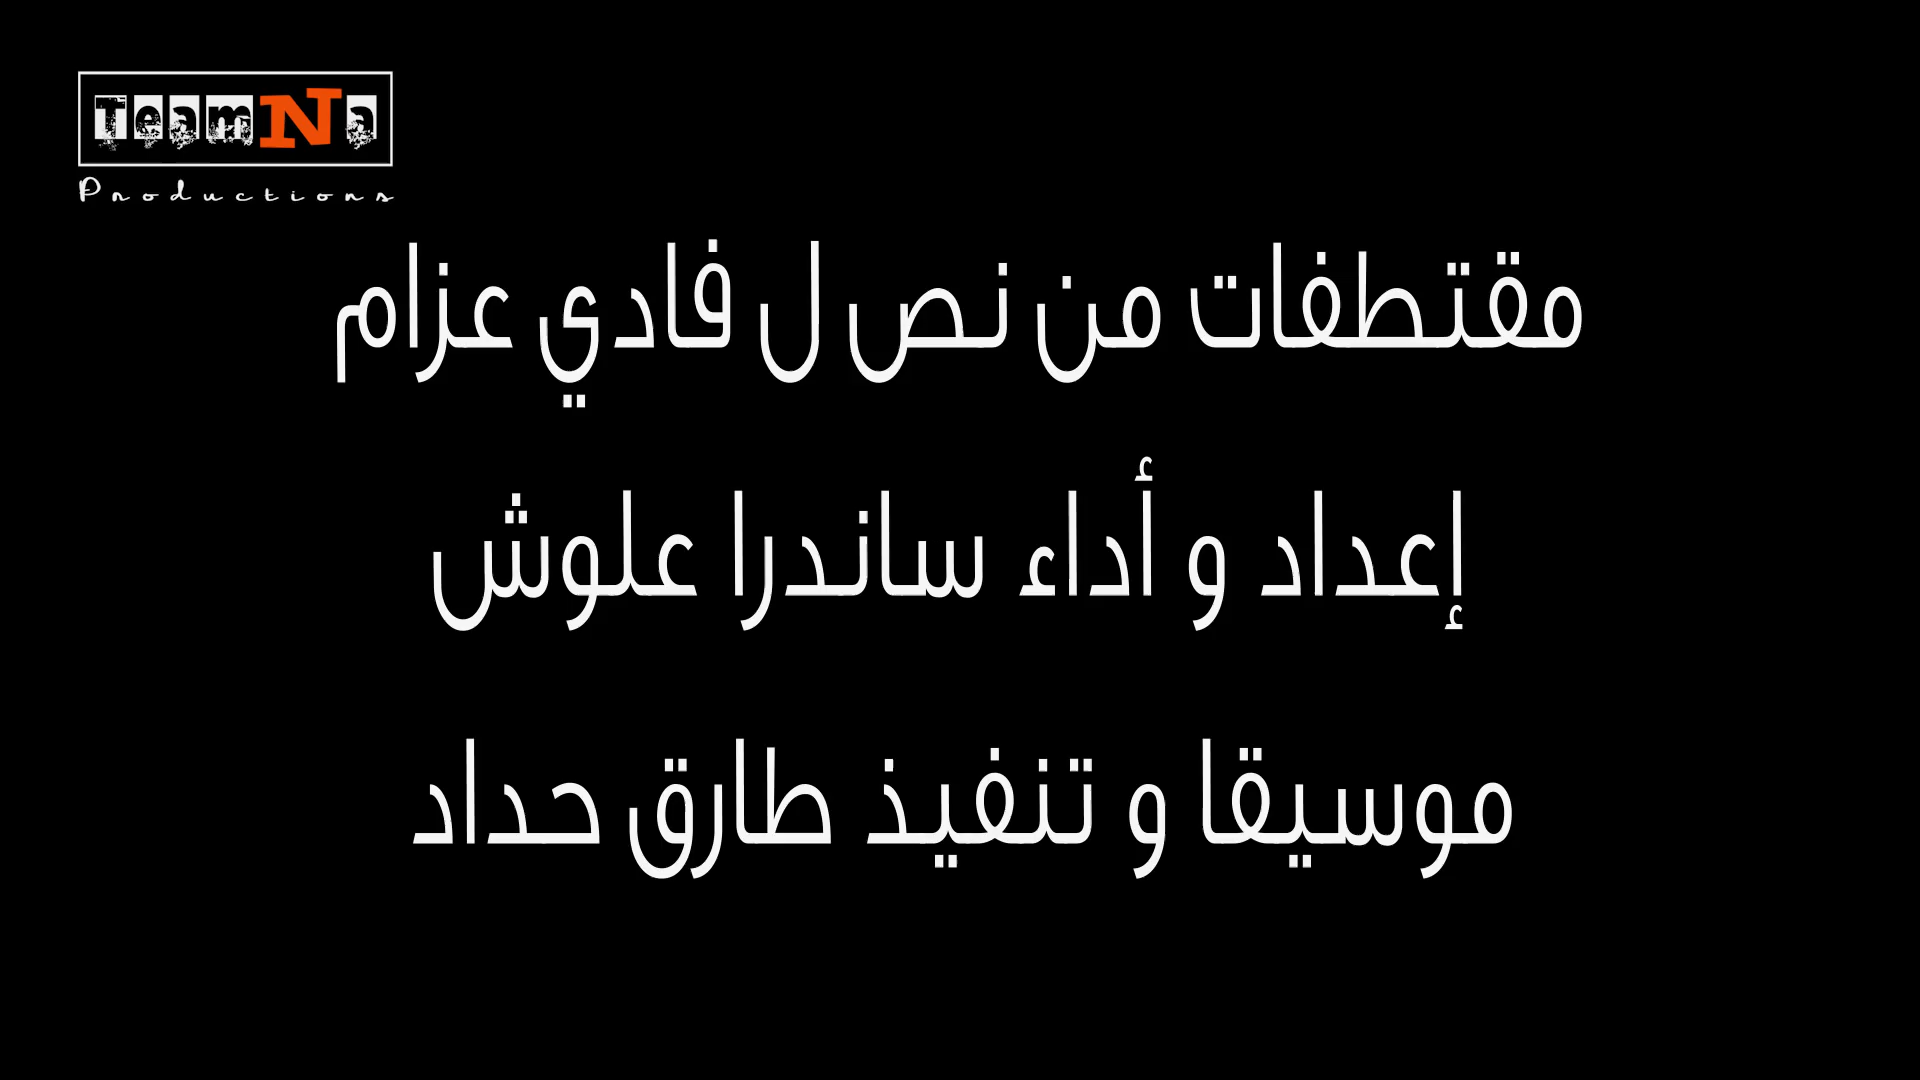 TeamNa
Productions
مقتطفات من نص ل فادي عزام
إعداد و أداء ساندرا علوش
موسيقا و تنفيذ طارق حداد